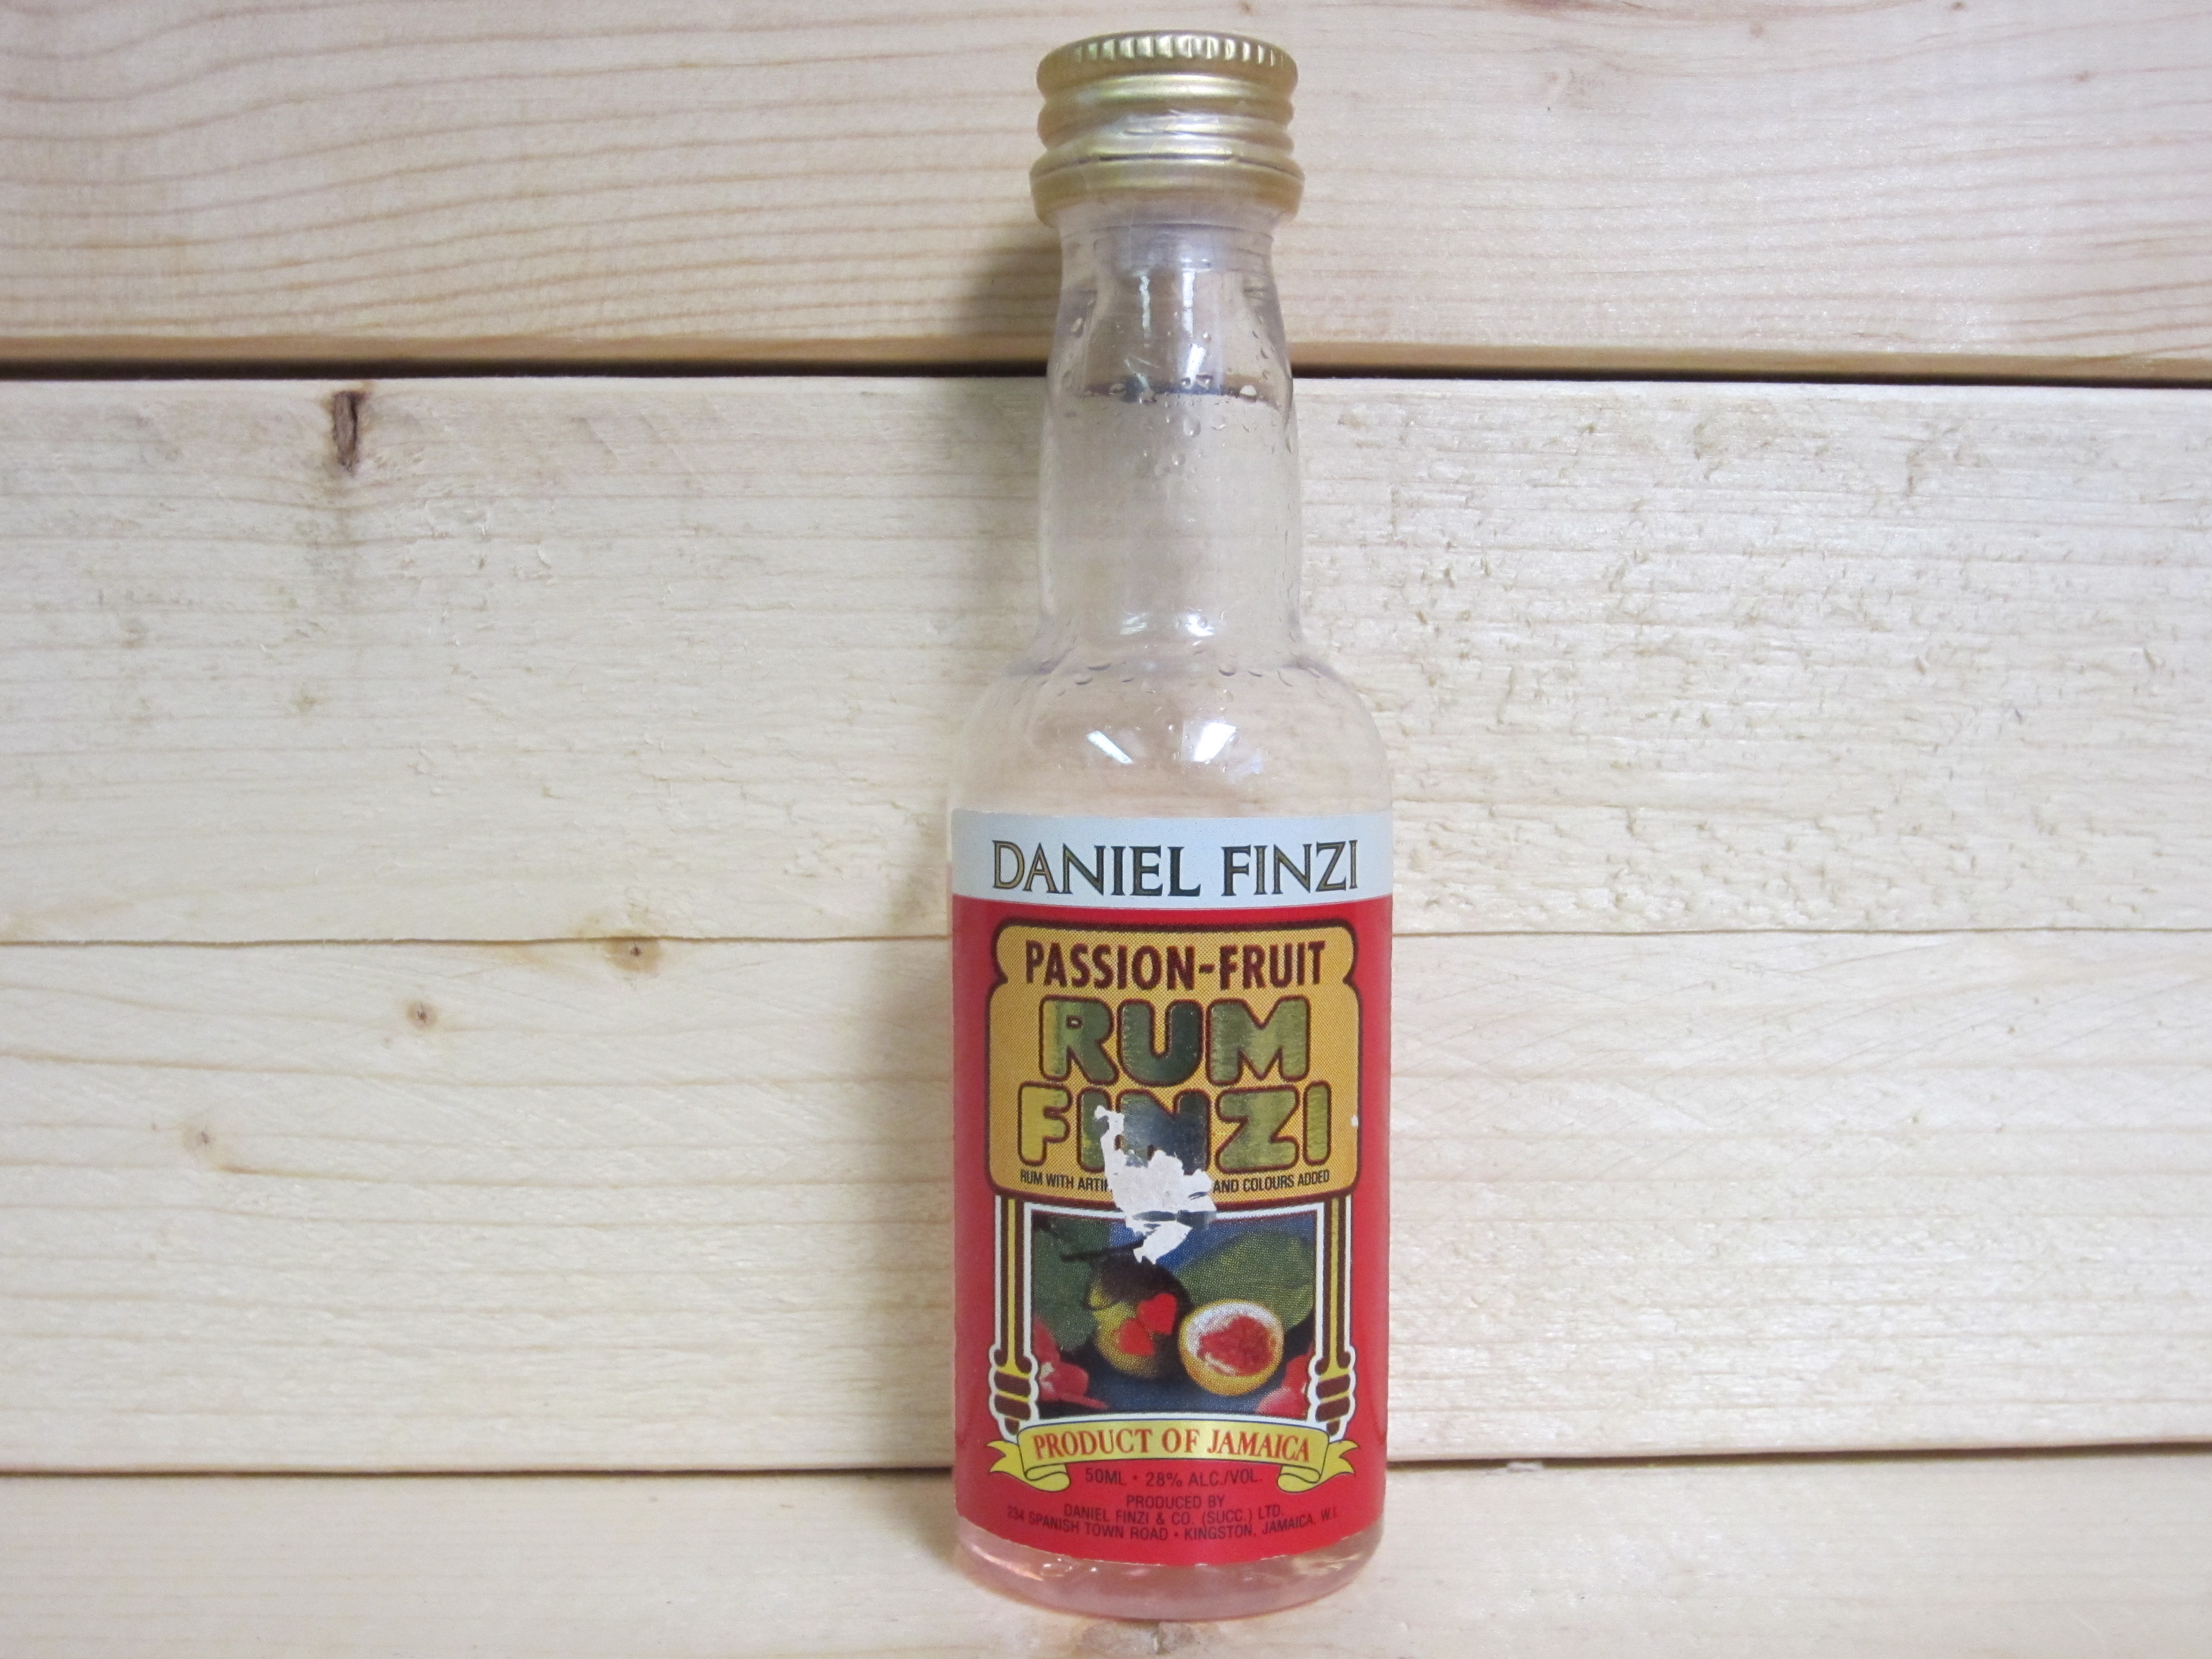 DANIEL FINZI
PASSION-FRUIT
RUM
FINZI
RUM WITH AND COLOURS ADDED
PRODUCT OF JAMAICA
50ML • 28% ALC./VOL.
PRODUCED BY
DANIEL FINZI & CO. (SUCC.) LTD.
234 SPANISH TOWN ROAD • KINGSTON, JAMAICA, W.I.